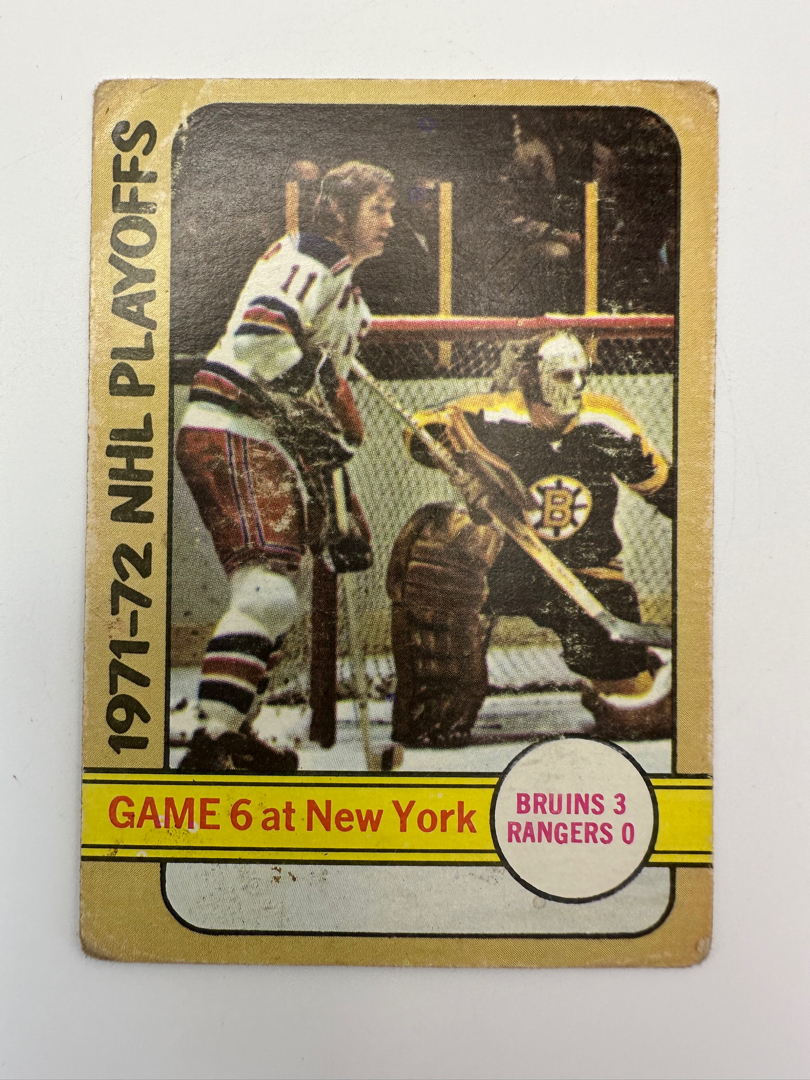 1971-72 NHL PLAYOFFS
11
B
GAME 6 at New York
BRUINS 3
RANGERS 0